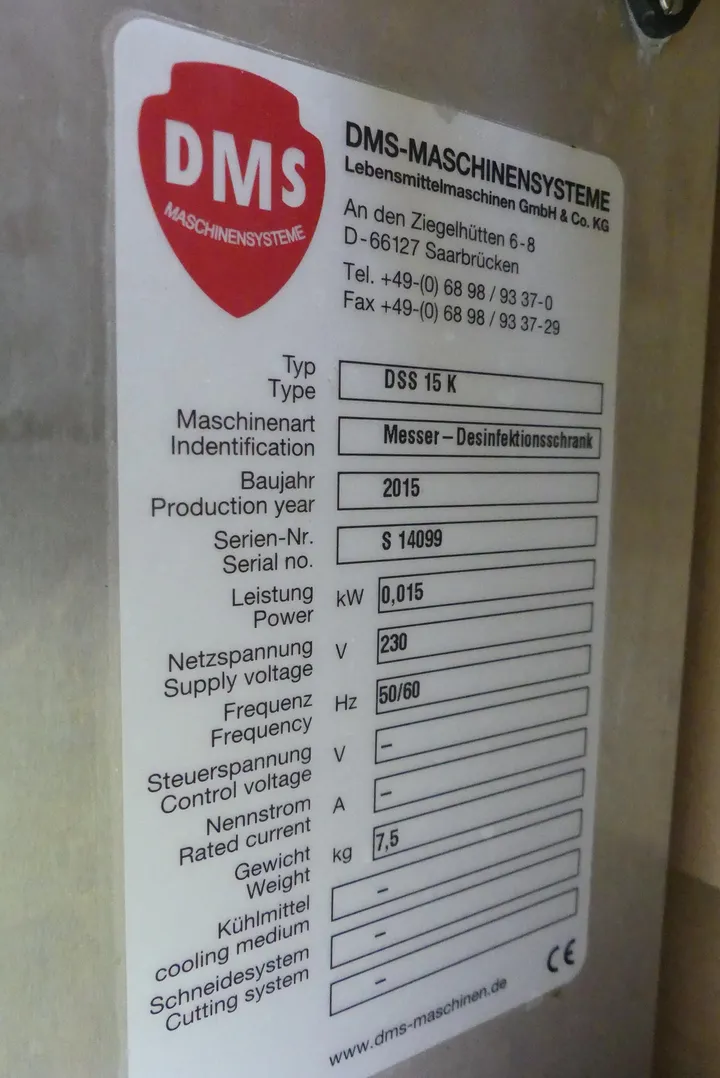 DMS
MASCHINENSYSTEME
DMS-MASCHINENSYSTEME
Lebensmittelmaschinen GmbH & Co. KG
An den Ziegelhütten 6-8
D-66127 Saarbrücken
Tel. +49-(0) 68 98 / 93 37-0
Fax +49-(0) 68 98 / 93 37-29
Typ
Type DSS 15 K
Maschinenart
Indentification Messer – Desinfektionsschrank
Baujahr
Production year 2015
Serien-Nr.
Serial no. S 14099
Leistung
Power kW 0,015
Netzspannung
Supply voltage V 230
Frequenz
Frequency Hz 50/60
Steuerspannung
Control voltage V –
Nennstrom
Rated current A –
Gewicht
Weight kg 7,5
Kühlmittel
cooling medium –
Schneidesystem
Cutting system –
–
CE
www.dms-maschinen.de